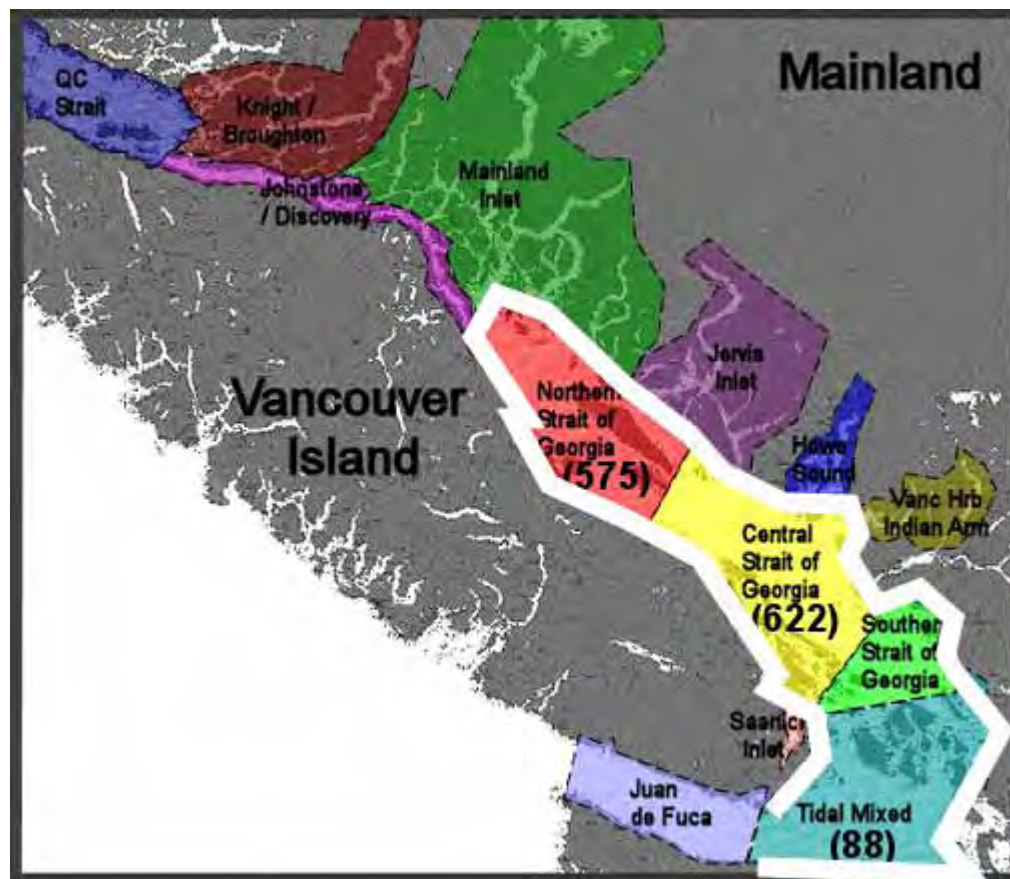 Mainland
QC
Strait
Knight /
Broughton
Johnstone
/ Discovery
Mainland
Inlet
Jervis
Inlet
Vancouver
Island
Northern
Strait of
Georgia
(575)
Howe
Sound
Vanc Hrb
Indian Arm
Central
Strait of
Georgia
(622)
Souther
Strait of
Georgia
Saanic
Inlet
Juan
de Fuca
Tidal Mixed
(88)